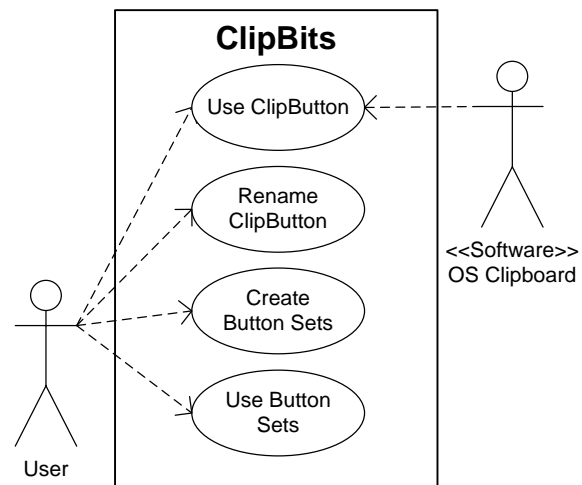 ClipBits
Use ClipButton
Rename
ClipButton
<<Software>>
OS Clipboard
Create
Button Sets
Use Button
Sets
User